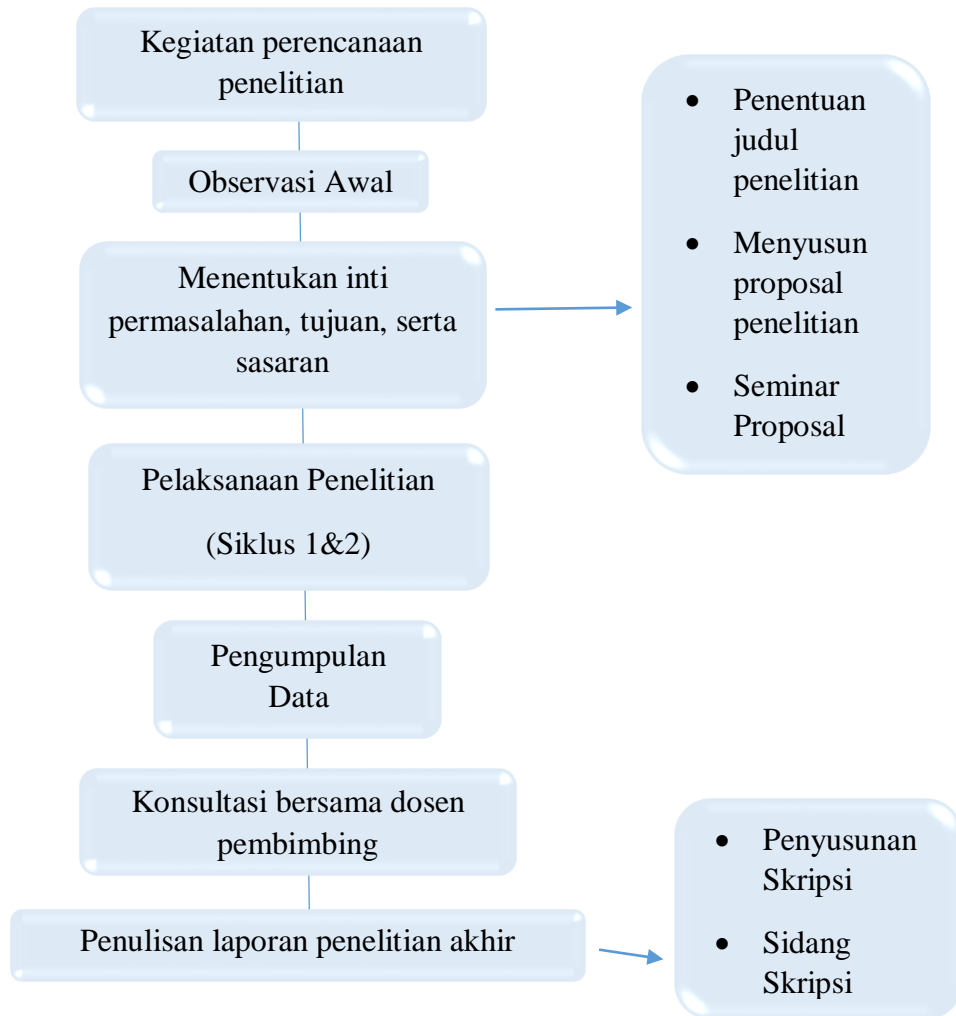 Kegiatan perencanaan
penelitian
Observasi Awal
Menentukan inti
permasalahan, tujuan, serta
sasaran
• Penentuan
judul
penelitian
• Menyusun
proposal
penelitian
• Seminar
Proposal
Pelaksanaan Penelitian
(Siklus 1&2)
Pengumpulan
Data
Konsultasi bersama dosen
pembimbing
Penulisan laporan penelitian akhir
• Penyusunan
Skripsi
• Sidang
Skripsi